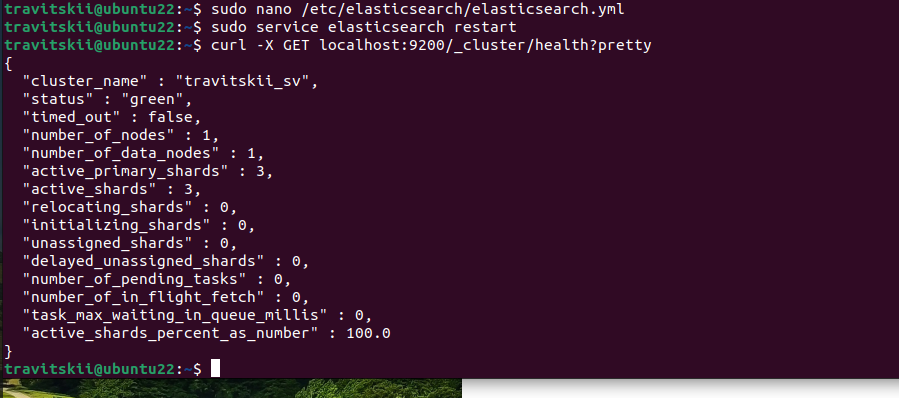 travitskii@ubuntu22:~$ sudo nano /etc/elasticsearch/elasticsearch.yml
travitskii@ubuntu22:~$ sudo service elasticsearch restart
travitskii@ubuntu22:~$ curl -X GET localhost:9200/_cluster/health?pretty
{
  "cluster_name" : "travitskii_sv",
  "status" : "green",
  "timed_out" : false,
  "number_of_nodes" : 1,
  "number_of_data_nodes" : 1,
  "active_primary_shards" : 3,
  "active_shards" : 3,
  "relocating_shards" : 0,
  "initializing_shards" : 0,
  "unassigned_shards" : 0,
  "delayed_unassigned_shards" : 0,
  "number_of_pending_tasks" : 0,
  "number_of_in_flight_fetch" : 0,
  "task_max_waiting_in_queue_millis" : 0,
  "active_shards_percent_as_number" : 100.0
}
travitskii@ubuntu22:~$